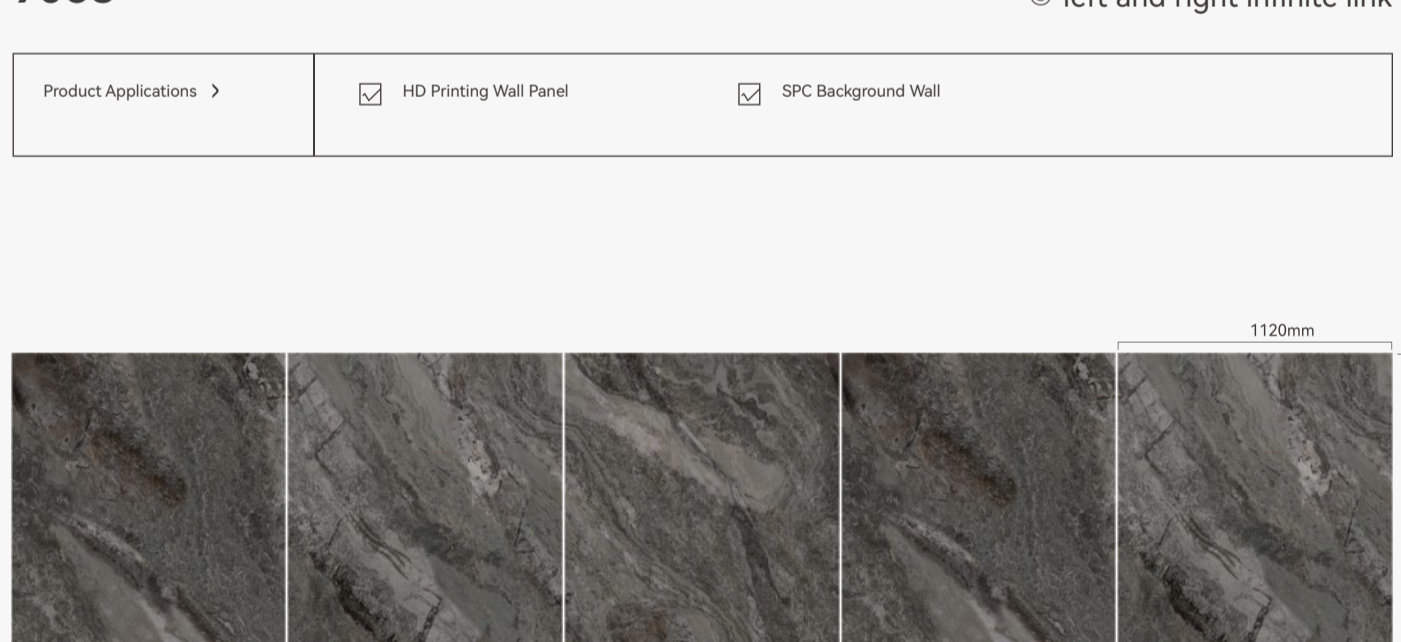 left and right infinite link
Product Applications
HD Printing Wall Panel
SPC Background Wall
1120mm